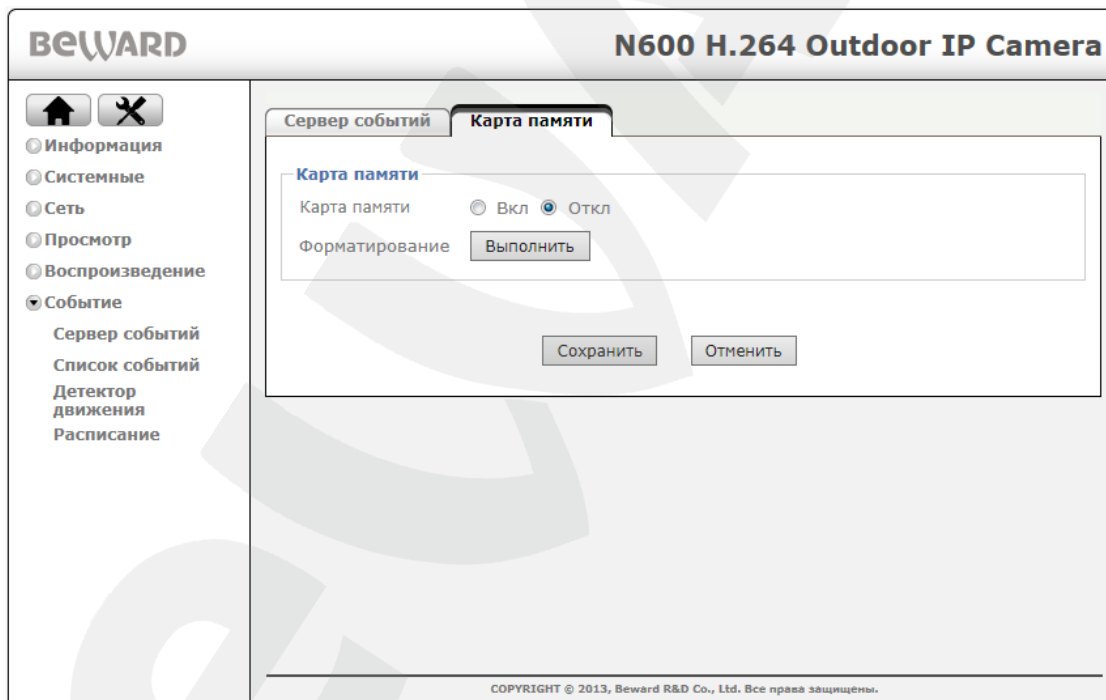 BEWARD
N600 H.264 Outdoor IP Camera
Информация
Системные
Сеть
Просмотр
Воспроизведение
Событие
Сервер событий
Список событий
Детектор
движения
Расписание
Сервер событий
Карта памяти
Карта памяти
Карта памяти Вкл Откл
Форматирование Выполнить
Сохранить Отменить
COPYRIGHT © 2013, Beward R&D Co., Ltd. Все права защищены.